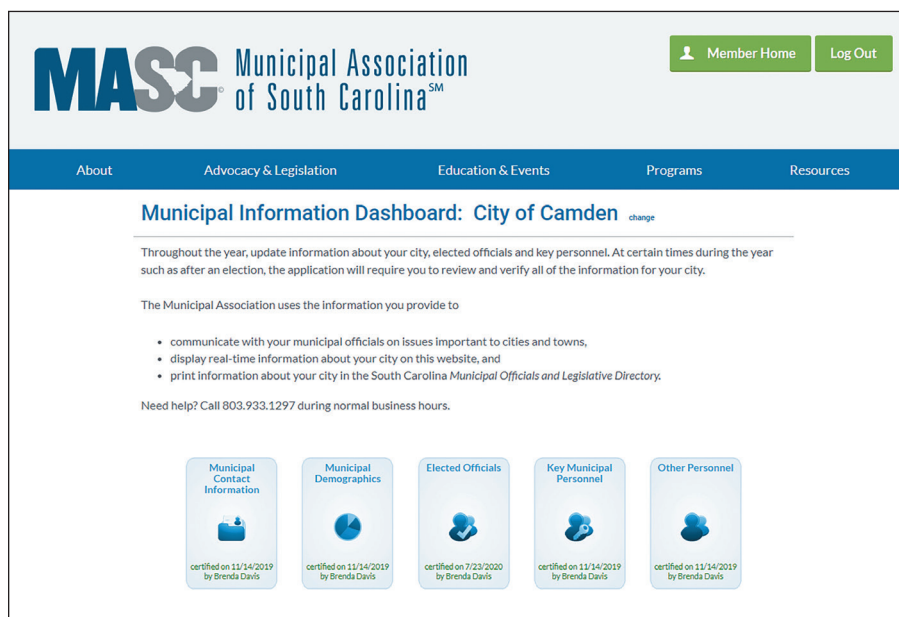 MASC
©
Municipal Association
of South Carolina℠
Member Home
Log Out
About
Advocacy & Legislation
Education & Events
Programs
Resources
Municipal Information Dashboard: City of Camden change
Throughout the year, update information about your city, elected officials and key personnel. At certain times during the year
such as after an election, the application will require you to review and verify all of the information for your city.
The Municipal Association uses the information you provide to
• communicate with your municipal officials on issues important to cities and towns,
• display real-time information about your city on this website, and
• print information about your city in the South Carolina Municipal Officials and Legislative Directory.
Need help? Call 803.933.1297 during normal business hours.
Municipal
Contact
Information
certified on 11/14/2019
by Brenda Davis
Municipal
Demographics
certified on 11/14/2019
by Brenda Davis
Elected Officials
certified on 7/23/2020
by Brenda Davis
Key Municipal
Personnel
certified on 11/14/2019
by Brenda Davis
Other Personnel
certified on 11/14/2019
by Brenda Davis